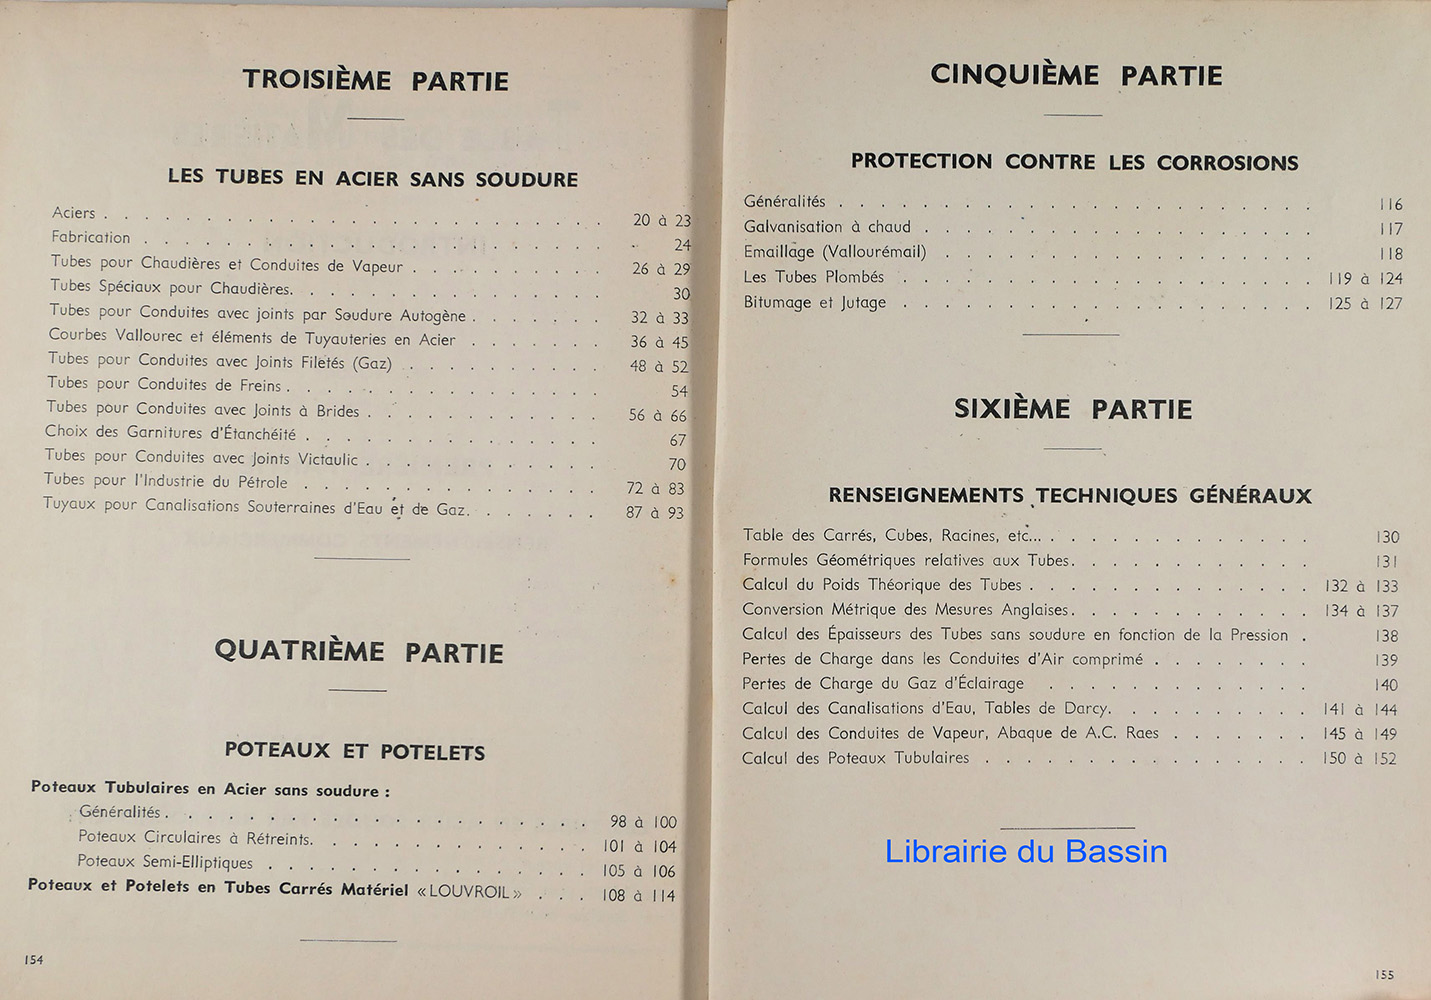 TROISIÈME PARTIE
LES TUBES EN ACIER SANS SOUDURE
Aciers . . . . . . . . . . . . . . . . . . . . 20 à 23
Fabrication . . . . . . . . . . . . . . . . . . . . 24
Tubes pour Chaudières et Conduites de Vapeur . . . . . . . . . 26 à 29
Tubes Spéciaux pour Chaudières. . . . . . . . . . . . . . 30
Tubes pour Conduites avec joints par Soudure Autogène . . . . . . . 32 à 33
Courbes Vallourec et éléments de Tuyauteries en Acier . . . . . . . 36 à 45
Tubes pour Conduites avec Joints Filetés (Gaz) . . . . . . . . . . 48 à 52
Tubes pour Conduites de Freins . . . . . . . . . . . . . . 54
Tubes pour Conduites avec Joints à Brides . . . . . . . . . . . 56 à 66
Choix des Garnitures d'Étanchéité . . . . . . . . . . . . . 67
Tubes pour Conduites avec Joints Victaulic . . . . . . . . . . . 70
Tubes pour l'Industrie du Pétrole . . . . . . . . . . . . . 72 à 83
Tuyaux pour Canalisations Souterraines d'Eau et de Gaz. . . . . . . 87 à 93
QUATRIÈME PARTIE
POTEAUX ET POTELETS
Poteaux Tubulaires en Acier sans soudure :
Généralités . . . . . . . . . . . . . . . . . . . 98 à 100
Poteaux Circulaires à Rétreints. . . . . . . . . . . . . 101 à 104
Poteaux Semi-Elliptiques . . . . . . . . . . . . . . . 105 à 106
Poteaux et Potelets en Tubes Carrés Matériel « LOUVROIL » . . . 108 à 114
154
CINQUIÈME PARTIE
PROTECTION CONTRE LES CORROSIONS
Généralités . . . . . . . . . . . . . . . . . . . . . 116
Galvanisation à chaud . . . . . . . . . . . . . . . . . 117
Emaillage (Vallourémail) . . . . . . . . . . . . . . . . 118
Les Tubes Plombés . . . . . . . . . . . . . . . . . . 119 à 124
Bitumage et Jutage . . . . . . . . . . . . . . . . . . 125 à 127
SIXIÈME PARTIE
RENSEIGNEMENTS TECHNIQUES GÉNÉRAUX
Table des Carrés, Cubes, Racines, etc... . . . . . . . . . . . . . 130
Formules Géométriques relatives aux Tubes. . . . . . . . . . . . 131
Calcul du Poids Théorique des Tubes . . . . . . . . . . . . . 132 à 133
Conversion Métrique des Mesures Anglaises. . . . . . . . . . . . 134 à 137
Calcul des Épaisseurs des Tubes sans soudure en fonction de la Pression . 138
Pertes de Charge dans les Conduites d'Air comprimé . . . . . . . . 139
Pertes de Charge du Gaz d'Éclairage . . . . . . . . . . . . . 140
Calcul des Canalisations d'Eau, Tables de Darcy. . . . . . . . . . 141 à 144
Calcul des Conduites de Vapeur, Abaque de A.C. Raes . . . . . . . 145 à 149
Calcul des Poteaux Tubulaires . . . . . . . . . . . . . . . . 150 à 152
Librairie du Bassin
155